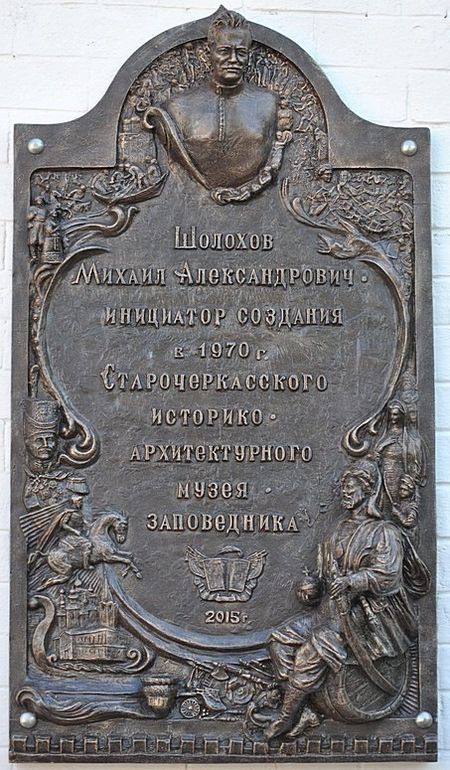 Шолохов
Михаил Александрович -
инициатор создания
в 1970 г.
Старочеркасского
историко -
архитектурного
музея -
заповедника
2015 г.